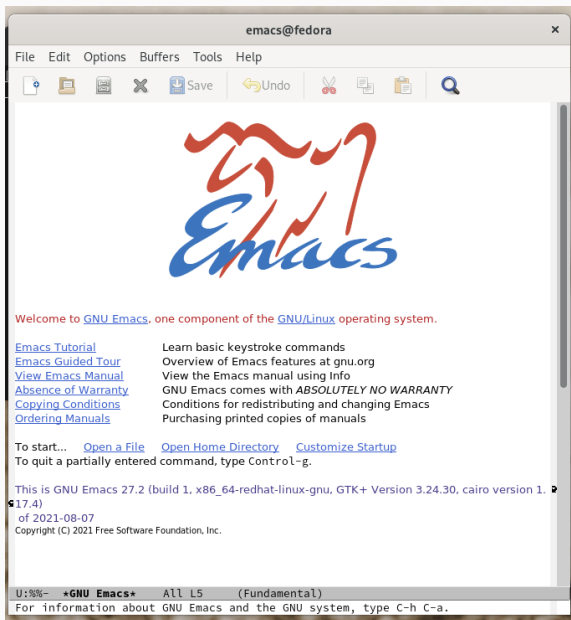 emacs@fedora ×
File Edit Options Buffers Tools Help
Save Undo
Emacs
Welcome to GNU Emacs, one component of the GNU/Linux operating system.
Emacs Tutorial Learn basic keystroke commands
Emacs Guided Tour Overview of Emacs features at gnu.org
View Emacs Manual View the Emacs manual using Info
Absence of Warranty GNU Emacs comes with ABSOLUTELY NO WARRANTY
Copying Conditions Conditions for redistributing and changing Emacs
Ordering Manuals Purchasing printed copies of manuals
To start... Open a File Open Home Directory Customize Startup
To quit a partially entered command, type Control-g.
This is GNU Emacs 27.2 (build 1, x86_64-redhat-linux-gnu, GTK+ Version 3.24.30, cairo version 1.
17.4)
of 2021-08-07
Copyright (C) 2021 Free Software Foundation, Inc.
U:%%- *GNU Emacs* All L5 (Fundamental)
For information about GNU Emacs and the GNU system, type C-h C-a.